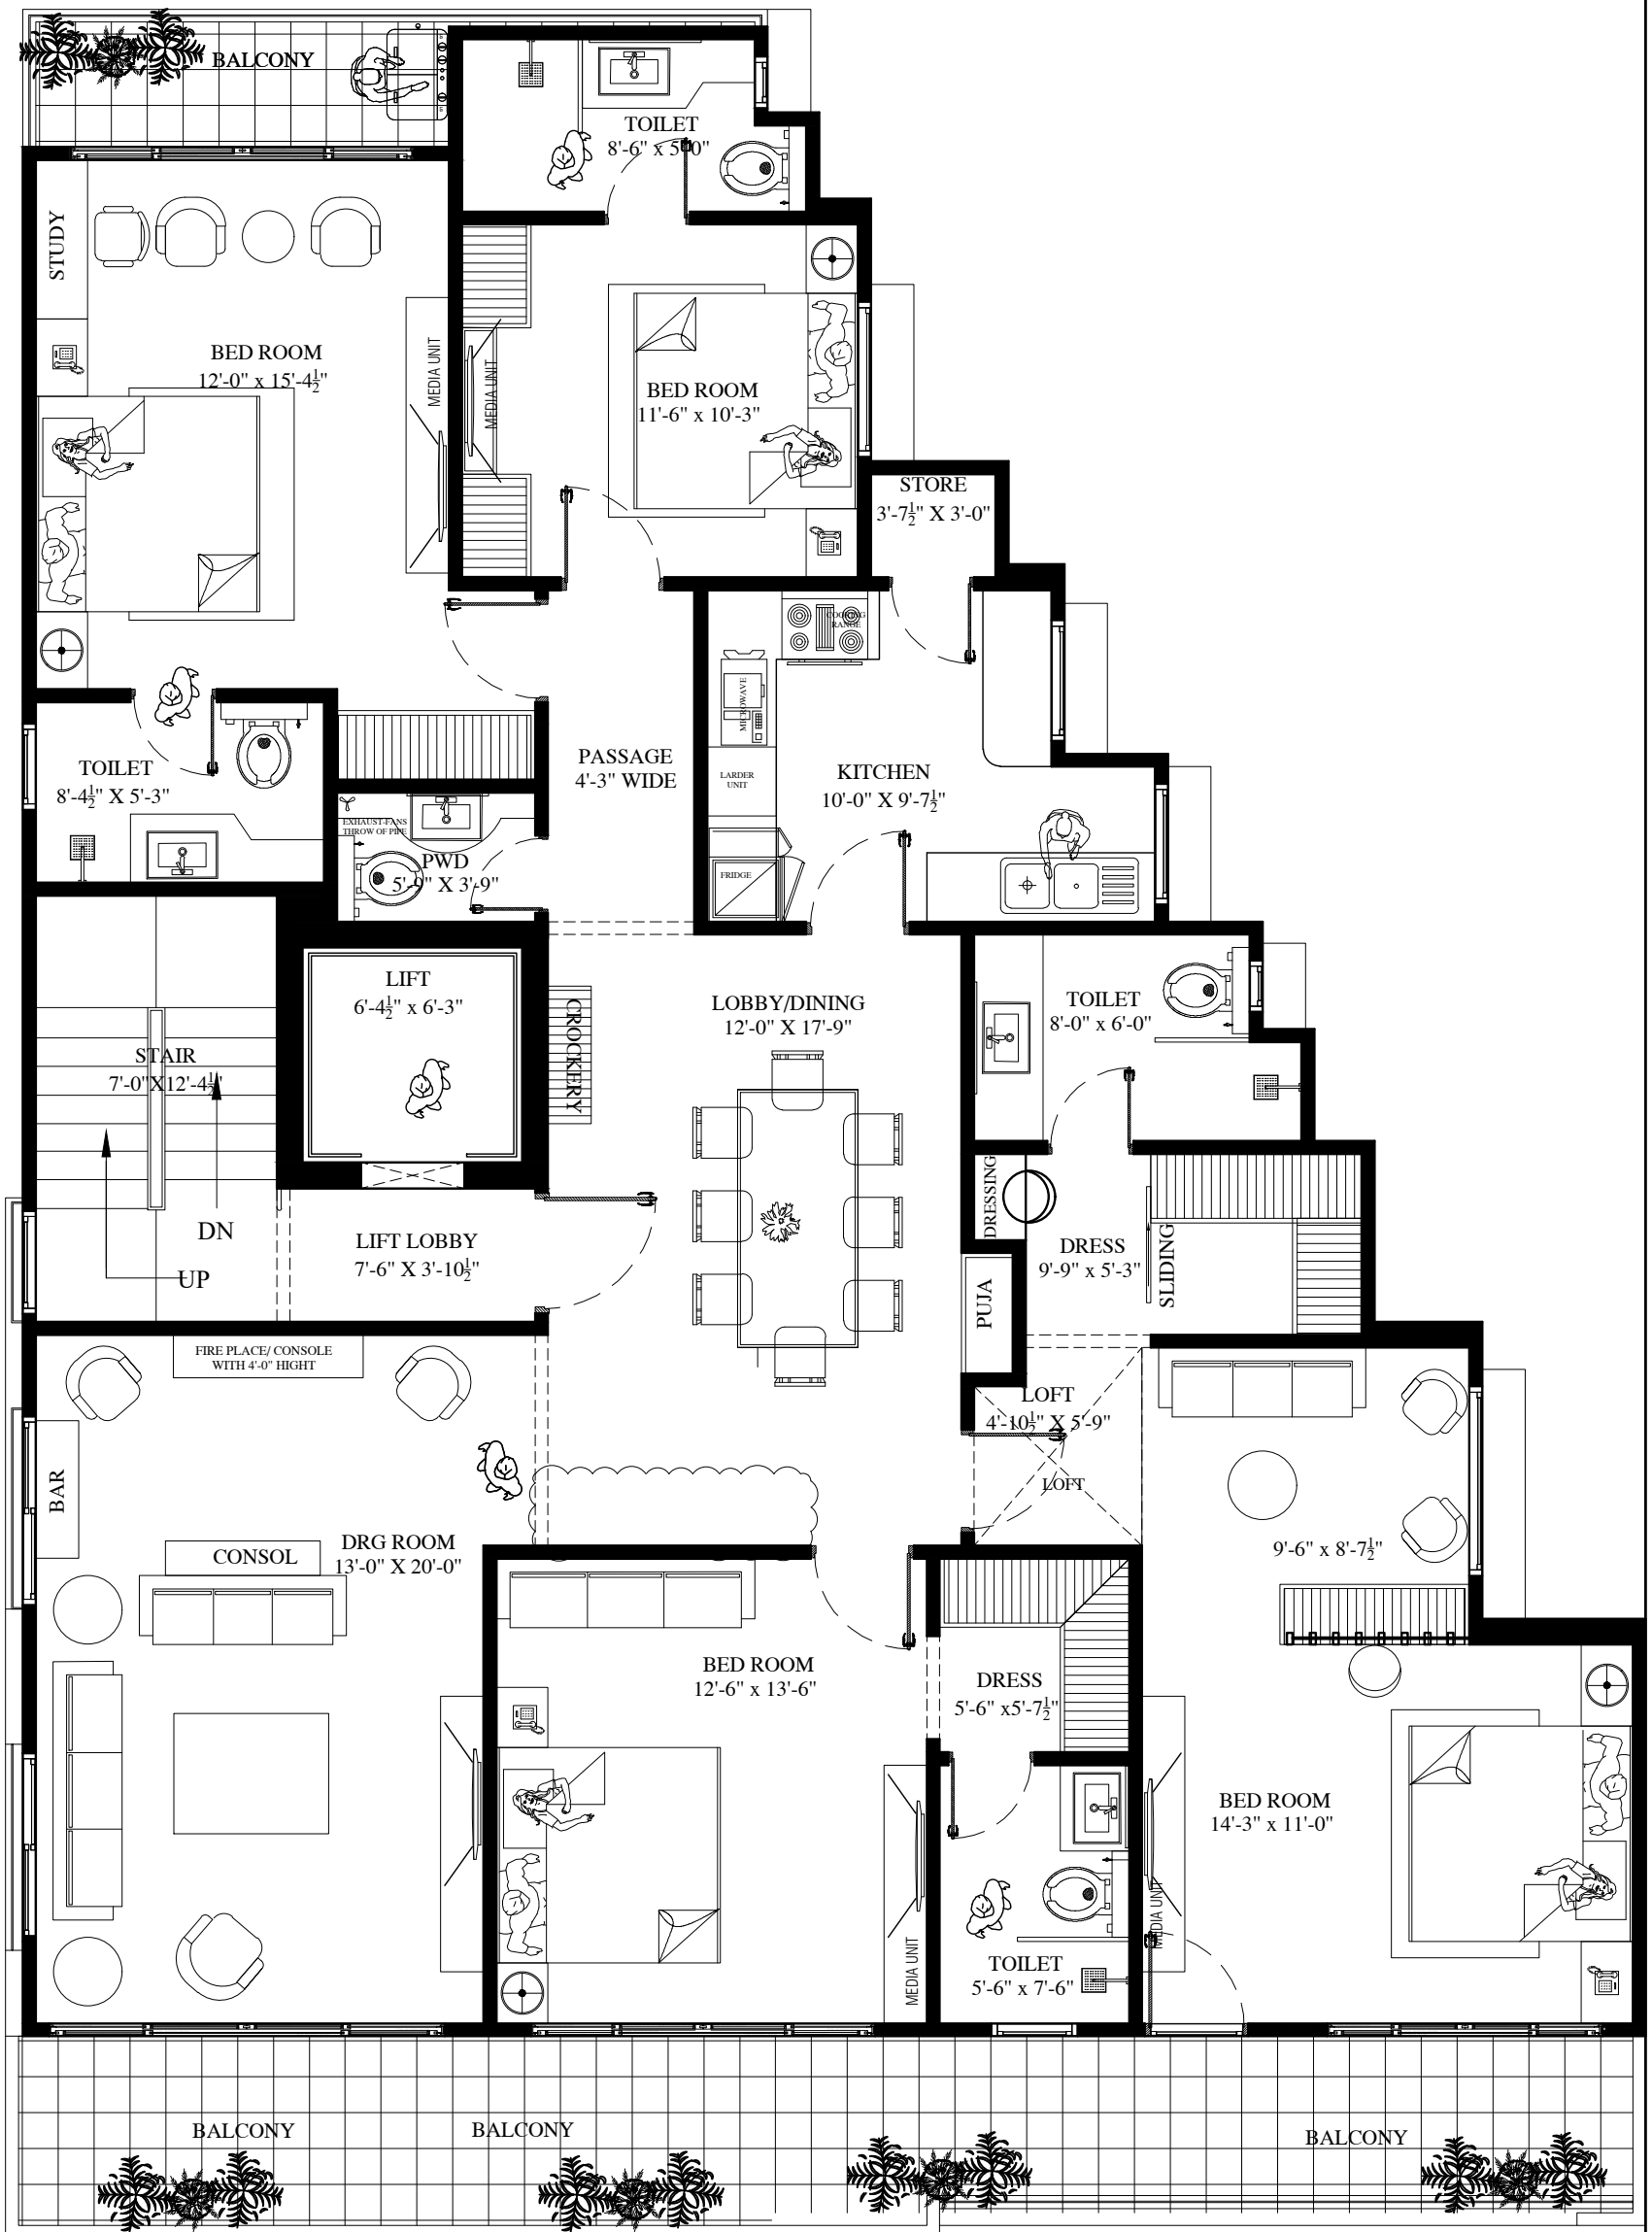 BALCONY
TOILET
8'-6" x 5'-0"
STUDY
BED ROOM
12'-0" x 15'-4½"
MEDIA UNIT
MEDIA UNIT
BED ROOM
11'-6" x 10'-3"
STORE
3'-7½" X 3'-0"
COOKING
RANGE
MICROWAVE
PASSAGE
4'-3" WIDE
LARDER
UNIT
KITCHEN
10'-0" X 9'-7½"
TOILET
8'-4½" X 5'-3"
EXHAUST-FANS
THROW OF PIPE
PWD
5'-9" X 3'-9"
FRIDGE
LIFT
6'-4½" x 6'-3"
CROCKERY
LOBBY/DINING
12'-0" X 17'-9"
TOILET
8'-0" x 6'-0"
STAIR
7'-0"X12'-4½"
DN
UP
LIFT LOBBY
7'-6" X 3'-10½"
DRESSING
DRESS
9'-9" x 5'-3"
SLIDING
PUJA
FIRE PLACE/ CONSOLE
WITH 4'-0" HIGHT
LOFT
4'-10½" X 5'-9"
LOFT
BAR
CONSOL
DRG ROOM
13'-0" X 20'-0"
9'-6" x 8'-7½"
BED ROOM
12'-6" x 13'-6"
DRESS
5'-6" x5'-7½"
BED ROOM
14'-3" x 11'-0"
MEDIA UNIT
MEDIA UNIT
TOILET
5'-6" x 7'-6"
BALCONY
BALCONY
BALCONY